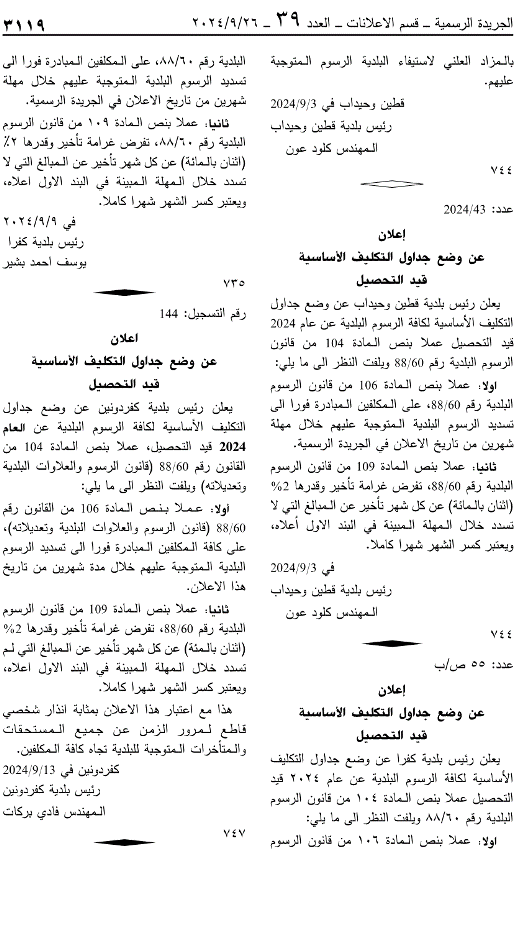 الجريدة الرسمية – قسم الاعلانات – العدد ٣٩ – ٢٠٢٤/٩/٢٦
٣١١٩
بالمزاد العلني لاستيفاء البلدية الرسوم المتوجبة
عليهم.
قطين وحيداب في 2024/9/3
رئيس بلدية قطين وحيداب
المهندس كلود عون
٧٤٤
عدد: 2024/43
إعلان
عن وضع جداول التكليف الأساسية
قيد التحصيل
يعلن رئيس بلدية قطين وحيداب عن وضع جداول
التكليف الأساسية لكافة الرسوم البلدية عن عام 2024
قيد التحصيل عملا بنص المادة 104 من قانون
الرسوم البلدية رقم 88/60 ويلفت النظر الى ما يلي:
اولا: عملا بنص المادة 106 من قانون الرسوم
البلدية رقم 88/60، على المكلفين المبادرة فورا الى
تسديد الرسوم البلدية المتوجبة عليهم خلال مهلة
شهرين من تاريخ الاعلان في الجريدة الرسمية.
ثانيا: عملا بنص المادة 109 من قانون الرسوم
البلدية رقم 88/60، تفرض غرامة تأخير وقدرها 2%
(اثنان بالمائة) عن كل شهر تأخير عن المبالغ التي لا
تسدد خلال المهلة المبينة في البند الاول أعلاه،
ويعتبر كسر الشهر شهرا كاملا.
في 2024/9/3
رئيس بلدية قطين وحيداب
المهندس كلود عون
٧٤٤
عدد: ٥٥ ص/ب
إعلان
عن وضع جداول التكليف الأساسية
قيد التحصيل
يعلن رئيس بلدية كفرا عن وضع جداول التكليف
الأساسية لكافة الرسوم البلدية عن عام ٢٠٢٤ قيد
التحصيل عملا بنص المادة ١٠٤ من قانون الرسوم
البلدية رقم ٨٨/٦٠ ويلفت النظر الى ما يلي:
اولا: عملا بنص المادة ١٠٦ من قانون الرسوم
البلدية رقم ٨٨/٦٠، على المكلفين المبادرة فورا الى
تسديد الرسوم البلدية المتوجبة عليهم خلال مهلة
شهرين من تاريخ الاعلان في الجريدة الرسمية.
ثانيا: عملا بنص المادة ١٠٩ من قانون الرسوم
البلدية رقم ٨٨/٦٠، تفرض غرامة تأخير وقدرها ٢٪
(اثنان بالمائة) عن كل شهر تأخير عن المبالغ التي لا
تسدد خلال المهلة المبينة في البند الاول اعلاه،
ويعتبر كسر الشهر شهرا كاملا.
في ٢٠٢٤/٩/٩
رئيس بلدية كفرا
يوسف احمد بشير
٧٣٥
رقم التسجيل: 144
اعلان
عن وضع جداول التكليف الأساسية
قيد التحصيل
يعلن رئيس بلدية كفردونين عن وضع جداول
التكليف الأساسية لكافة الرسوم البلدية عن العام
2024 قيد التحصيل، عملا بنص المادة 104 من
القانون رقم 88/60 (قانون الرسوم والعلاوات البلدية
وتعديلاته) ويلفت النظر الى ما يلي:
اولا: عملا بنص المادة 106 من القانون رقم
88/60 (قانون الرسوم والعلاوات البلدية وتعديلاته)،
على كافة المكلفين المبادرة فورا الى تسديد الرسوم
البلدية المتوجبة عليهم خلال مدة شهرين من تاريخ
هذا الاعلان.
ثانيا: عملا بنص المادة 109 من قانون الرسوم
البلدية رقم 88/60، تفرض غرامة تأخير وقدرها 2%
(اثنان بالمئة) عن كل شهر تأخير عن المبالغ التي لم
تسدد خلال المهلة المبينة في البند الاول اعلاه،
ويعتبر كسر الشهر شهرا كاملا.
هذا مع اعتبار هذا الاعلان بمثابة انذار شخصي
قاطع لمرور الزمن عن جميع المستحقات
والمتأخرات المتوجبة للبلدية تجاه كافة المكلفين.
كفردونين في 2024/9/13
رئيس بلدية كفردونين
المهندس فادي بركات
٧٤٧